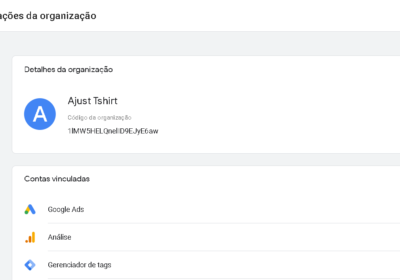 ações da organização
Detalhes da organização
A
Ajust Tshirt
Código da organização
Contas vinculadas
Google Ads
Análise
Gerenciador de tags